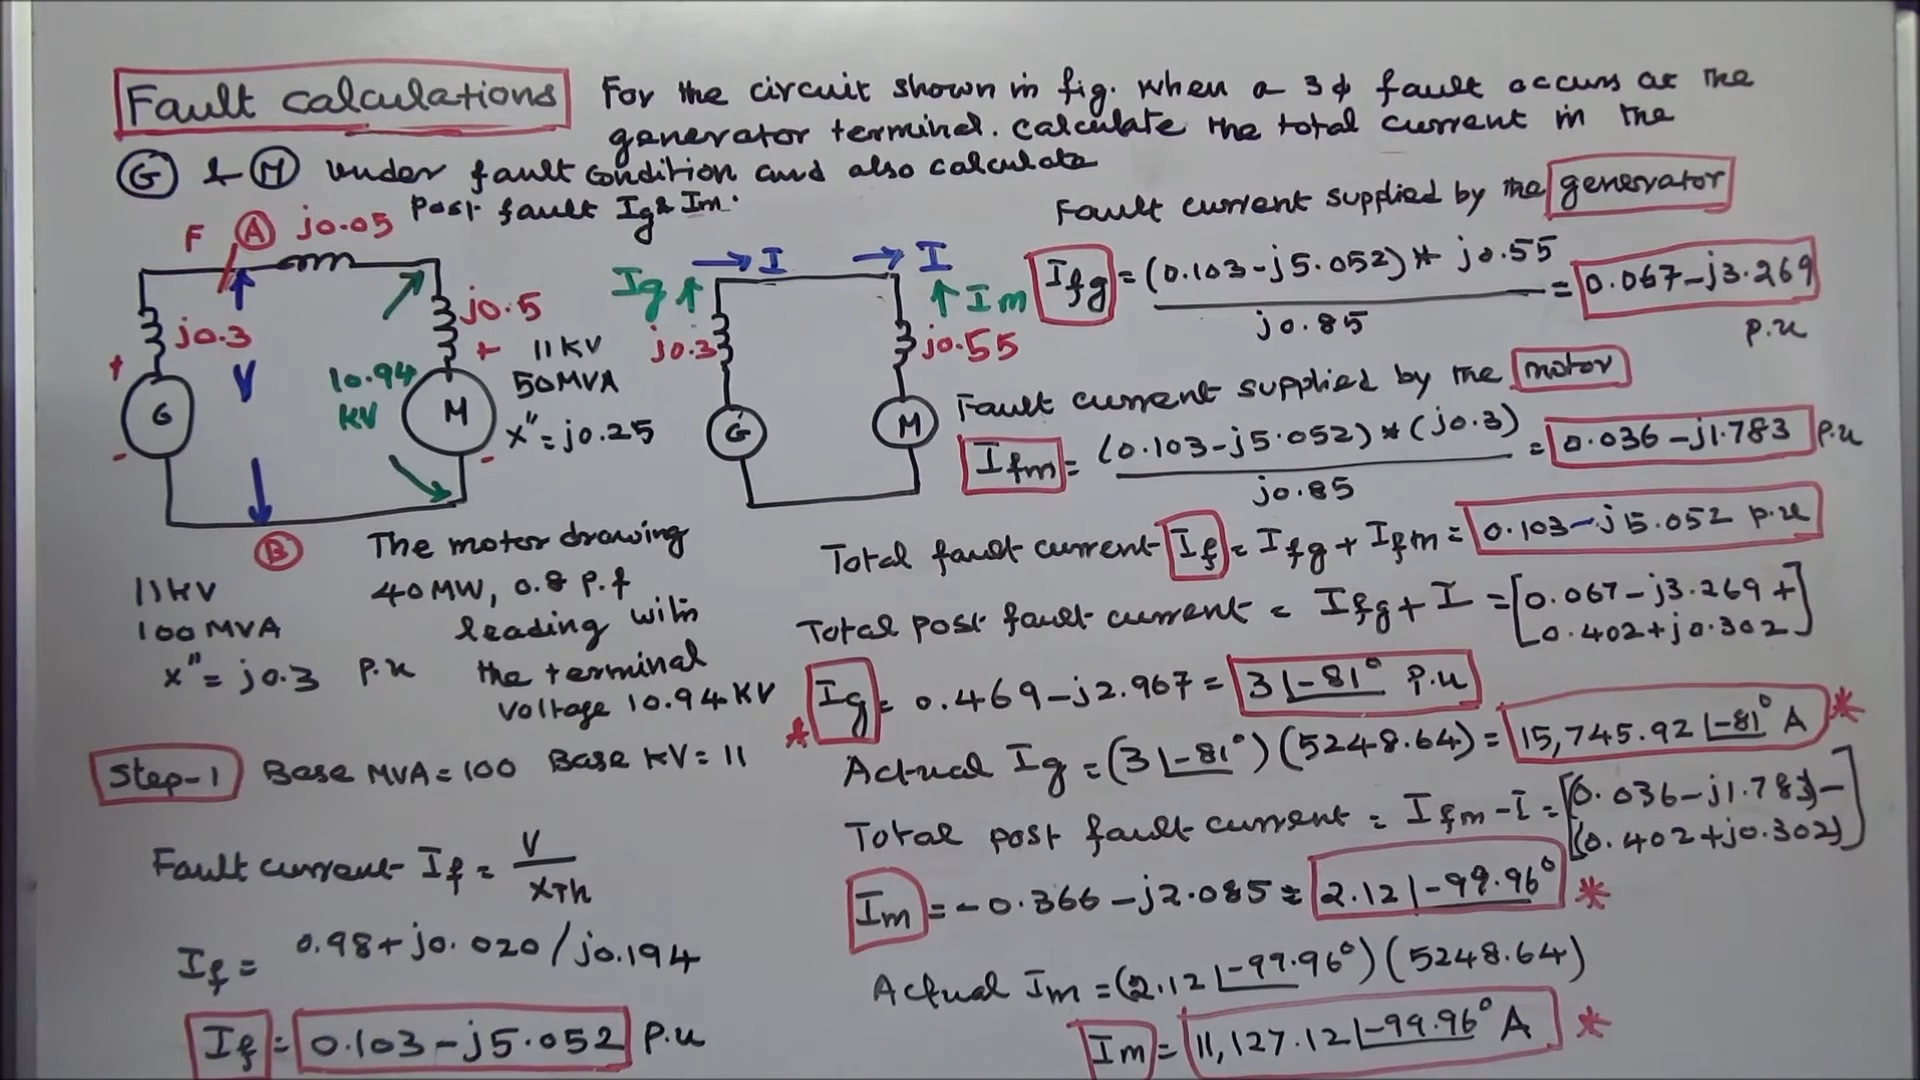 Fault calculations For the circuit shown in fig. when a 3ϕ fault occurs at the
generator terminal. calculate the total current in the
G & M under fault condition and also calculate
Post fault Ig & Im.
F A j0.05
j0.3
+
-
G
V
10.94
KV
j0.5
+
-
M
11KV
50MVA
X"=j0.25
B
11KV
100MVA
X"=j0.3 P.u
The motor drawing
40MW, 0.8 p.f
leading with
the terminal
voltage 10.94KV
→I →I
Ig↑ ↑Im
j0.3 j0.55
G M
Step-1 Base MVA=100 Base KV=11
Fault current If = V/XTh
If = 0.98+j0.020/j0.194
If = 0.103-j5.052 p.u
Fault current supplied by the generator
Ifg = (0.103-j5.052)* j0.55 = 0.067-j3.269
j0.85
p.u
Fault current supplied by the motor
Ifm = (0.103-j5.052)*(j0.3) = 0.036-j1.783 p.u
j0.85
Total fault current If = Ifg + Ifm = 0.103-j5.052 p.u
Total post fault current = Ifg + I = [0.067-j3.269+
0.402+j0.302]
* Ig = 0.469-j2.967 = 3∠-81° p.u
Actual Ig = (3∠-81°)(5248.64) = 15,745.92∠-81° A *
Total post fault current = Ifm-I = [(0.036-j1.783)-
(0.402+j0.302)]
Im = -0.366-j2.085 = 2.12∠-99.96° *
Actual Im = (2.12∠-99.96°)(5248.64)
Im = 11,127.12∠-99.96° A *